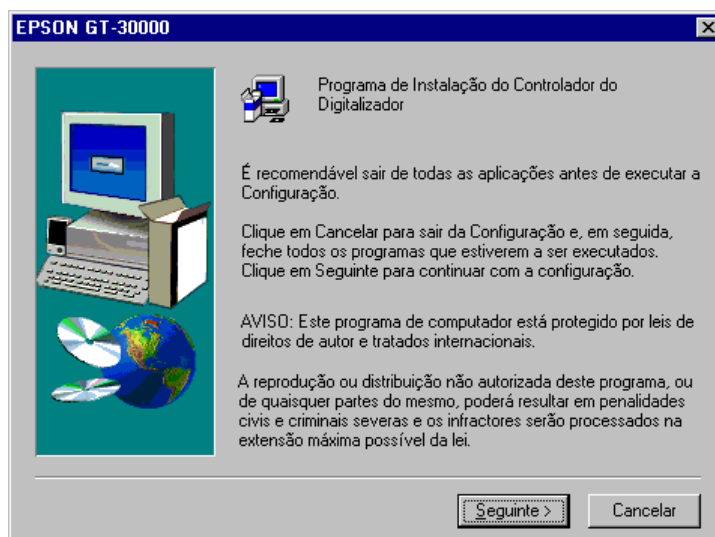 EPSON GT-30000
Programa de Instalação do Controlador do
Digitalizador
É recomendável sair de todas as aplicações antes de executar a
Configuração.
Clique em Cancelar para sair da Configuração e, em seguida,
feche todos os programas que estiverem a ser executados.
Clique em Seguinte para continuar com a configuração.
AVISO: Este programa de computador está protegido por leis de
direitos de autor e tratados internacionais.
A reprodução ou distribuição não autorizada deste programa, ou
de quaisquer partes do mesmo, poderá resultar em penalidades
civis e criminais severas e os infractores serão processados na
extensão máxima possível da lei.
Seguinte >
Cancelar